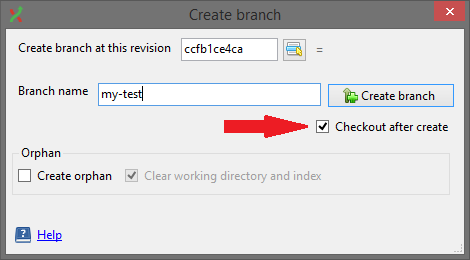 Create branch
Create branch at this revision ccfb1ce4ca =
Branch name my-test Create branch
Checkout after create
Orphan
Create orphan Clear working directory and index
Help